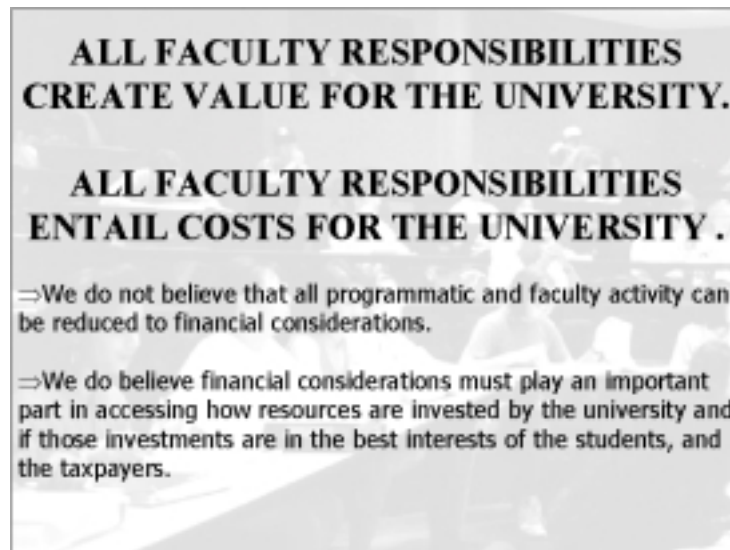 ALL FACULTY RESPONSIBILITIES
CREATE VALUE FOR THE UNIVERSITY.
ALL FACULTY RESPONSIBILITIES
ENTAIL COSTS FOR THE UNIVERSITY .
⇒We do not believe that all programmatic and faculty activity can
be reduced to financial considerations.
⇒We do believe financial considerations must play an important
part in accessing how resources are invested by the university and
if those investments are in the best interests of the students, and
the taxpayers.